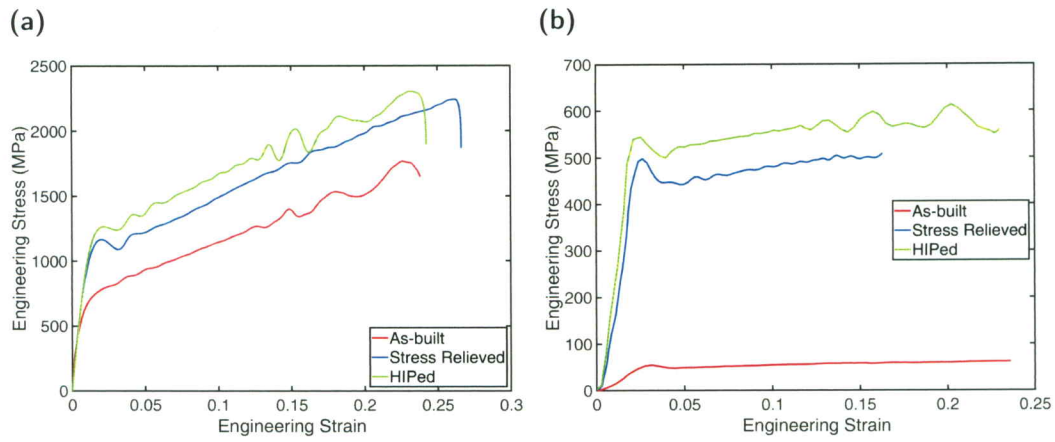 (a)
2500
2000
1500
1000
500
0
0
0.05
0.1
0.15
0.2
0.25
0.3
Engineering Stress (MPa)
Engineering Strain
As-built
Stress Relieved
HIPed
(b)
700
600
500
400
300
200
100
0
0
0.05
0.1
0.15
0.2
0.25
Engineering Stress (MPa)
Engineering Strain
As-built
Stress Relieved
HIPed